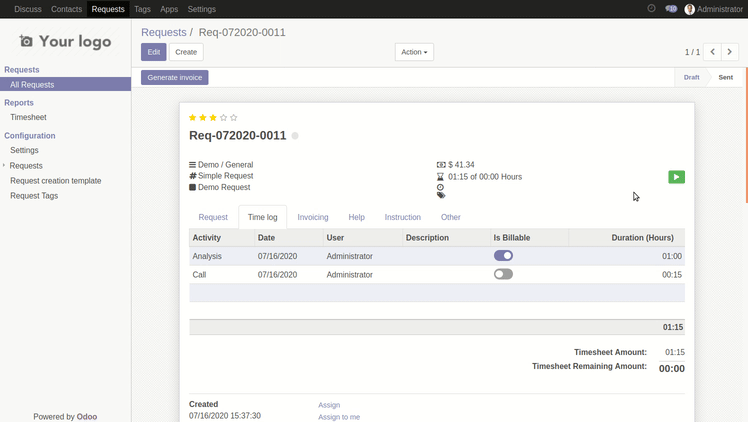 Discuss Contacts Requests Tags Apps Settings Administrator
Your logo
Requests
All Requests
Reports
Timesheet
Configuration
Settings
Requests
Request creation template
Request Tags
Powered by Odoo
Requests / Req-072020-0011
Edit Create Action 1 / 1
Generate invoice Draft Sent
Req-072020-0011
Demo / General $ 41.34
Simple Request 01:15 of 00:00 Hours
Demo Request
Request Time log Invoicing Help Instruction Other
Activity Date User Description Is Billable Duration (Hours)
Analysis 07/16/2020 Administrator 01:00
Call 07/16/2020 Administrator 00:15
01:15
Timesheet Amount: 01:15
Timesheet Remaining Amount: 00:00
Created Assign
07/16/2020 15:37:30 Assign to me